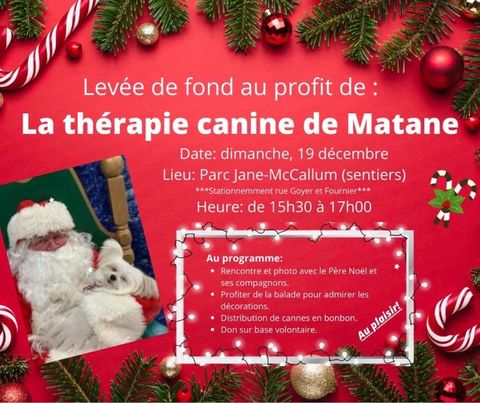 Levée de fond au profit de :
La thérapie canine de Matane
Date: dimanche, 19 décembre
Lieu: Parc Jane-McCallum (sentiers)
***Stationnemment rue Goyer et Fournier***
Heure: de 15h30 à 17h00
Au programme:
Rencontre et photo avec le Père Noël et
ses compagnons.
Profiter de la balade pour admirer les
décorations.
Distribution de cannes en bonbon.
Don sur base volontaire.
Au plaisir!